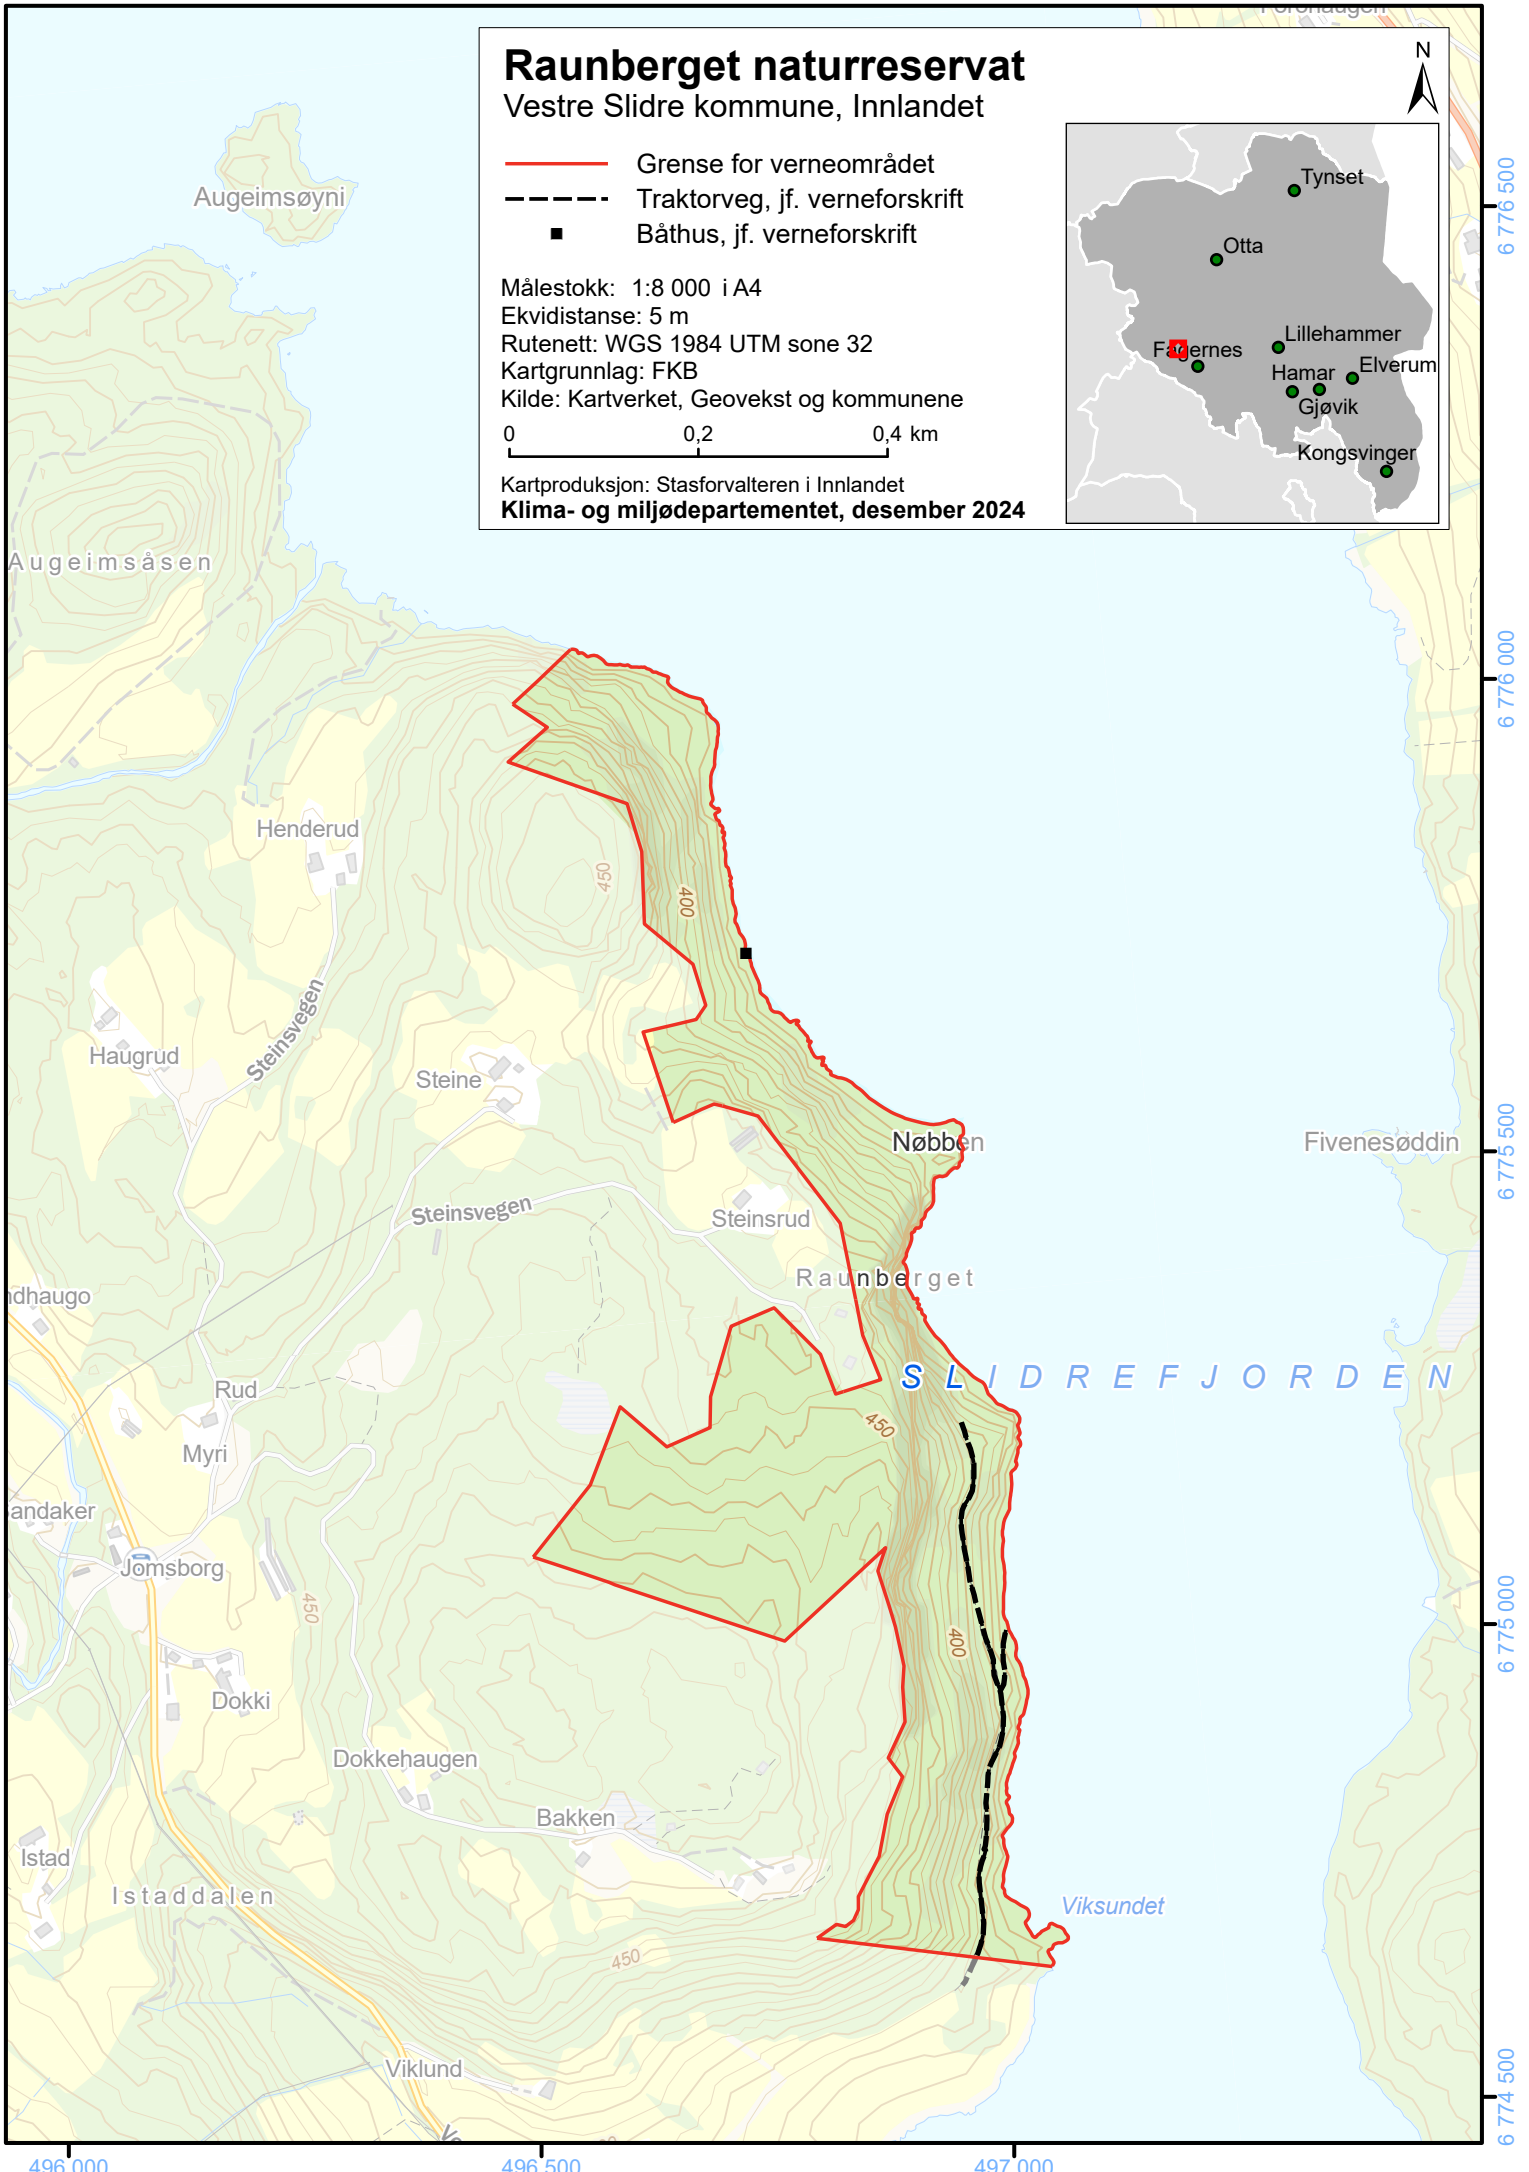 Raunberget naturreservat
Vestre Slidre kommune, Innlandet
Grense for verneområdet
Traktorveg, jf. verneforskrift
Båthus, jf. verneforskrift
Målestokk: 1:8 000 i A4
Ekvidistanse: 5 m
Rutenett: WGS 1984 UTM sone 32
Kartgrunnlag: FKB
Kilde: Kartverket, Geovekst og kommunene
0 0,2 0,4 km
Kartproduksjon: Stasforvalteren i Innlandet
Klima- og miljødepartementet, desember 2024
N
Tynset
Otta
Lillehammer
Fagernes
Elverum
Hamar
Gjøvik
Kongsvinger
Augeimsøyni
6 776 500
Augeimsåsen
6 776 000
Henderud
450
400
Steinsvegen
Haugrud
Steine
Nøbben
Fivenesøddin
6 775 500
Steinsvegen
Steinsrud
Raunberget
ndhaugo
SLIDREFJORDEN
Rud
450
Myri
andaker
Jomsborg
450
400
6 775 000
Dokki
Dokkehaugen
Bakken
Istad
Istaddalen
Viksundet
450
Viklund
6 774 500
496 000
496 500
497 000